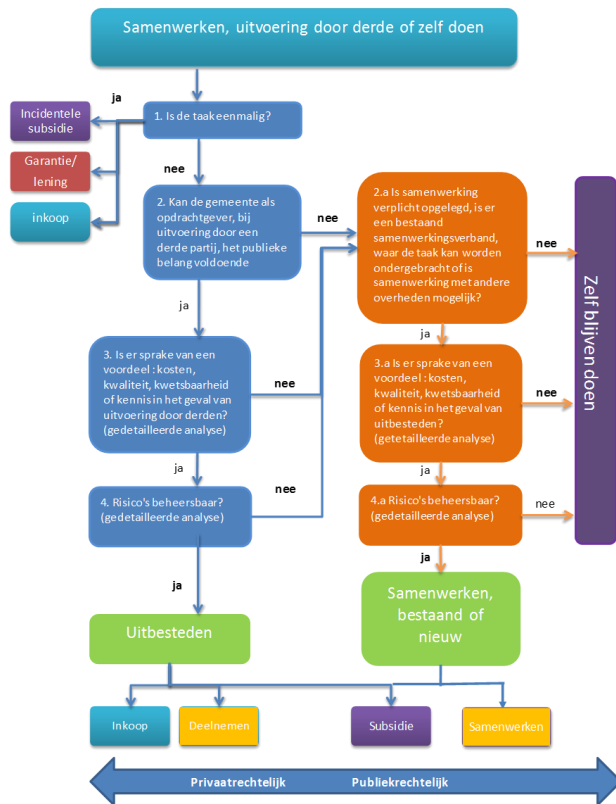 Samenwerken, uitvoering door derde of zelf doen
ja
Incidentele
subsidie
1. Is de taak eenmalig?
Garantie/
lening
inkoop
nee
2. Kan de gemeente als
opdrachtgever, bij
uitvoering door een
derde partij, het publieke
belang voldoende
nee
2.a Is samenwerking
verplicht opgelegd, is er
een bestaand
samenwerkingsverband,
waar de taak kan worden
ondergebracht of is
samenwerking met andere
overheden mogelijk?
nee
Zelf blijven doen
ja
ja
3. Is er sprake van een
voordeel : kosten,
kwaliteit, kwetsbaarheid
of kennis in het geval van
uitvoering door derden?
(gedetailleerde analyse)
nee
3.a Is er sprake van een
voordeel : kosten,
kwaliteit, kwetsbaarheid
of kennis in het geval van
uitbesteden?
(getetailleerde analyse)
nee
ja
ja
4. Risico's beheersbaar?
(gedetailleerde analyse)
nee
4.a Risico's beheersbaar?
(gedetailleerde analyse)
nee
ja
ja
Uitbesteden
Samenwerken,
bestaand of
nieuw
Inkoop
Deelnemen
Subsidie
Samenwerken
Privaatrechtelijk
Publiekrechtelijk